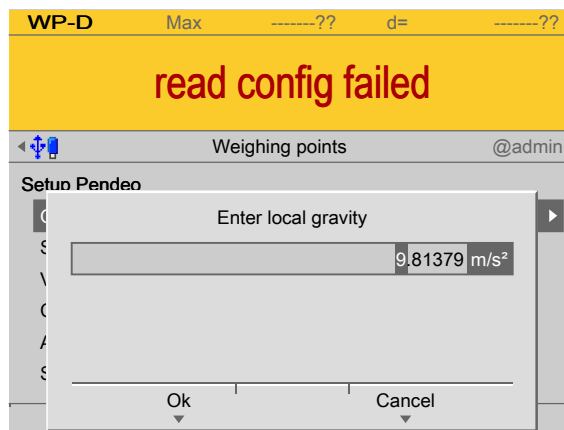 WP-D Max -------?? d= -------??
read config failed
Weighing points @admin
Setup Pendeo
Enter local gravity
9.81379 m/s²
Ok Cancel